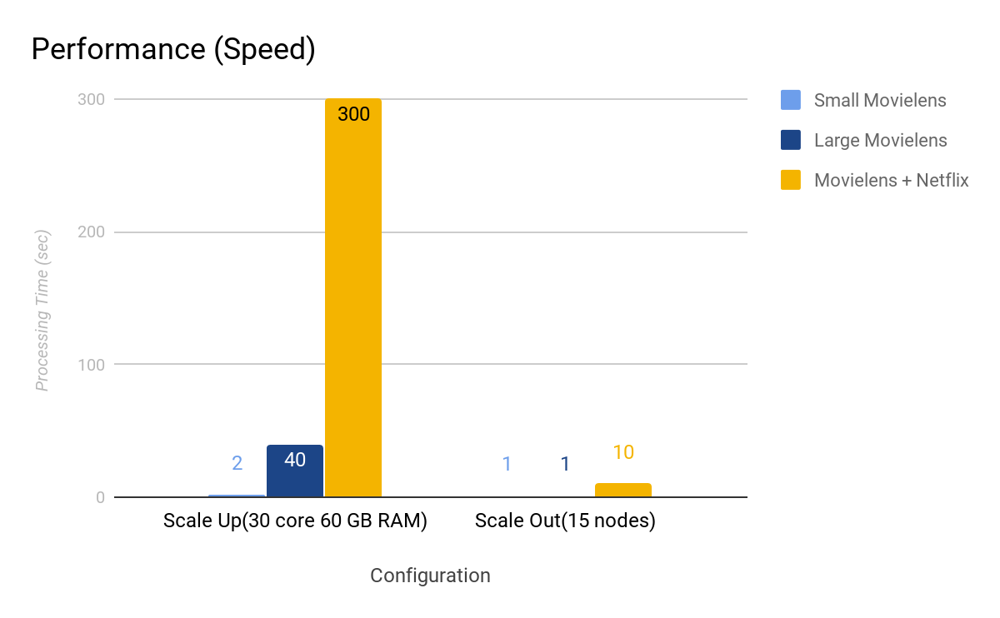 Performance (Speed)
300
200
100
0
Processing Time (sec)
2
40
300
1
1
10
Scale Up(30 core 60 GB RAM)
Scale Out(15 nodes)
Configuration
Small Movielens
Large Movielens
Movielens + Netflix